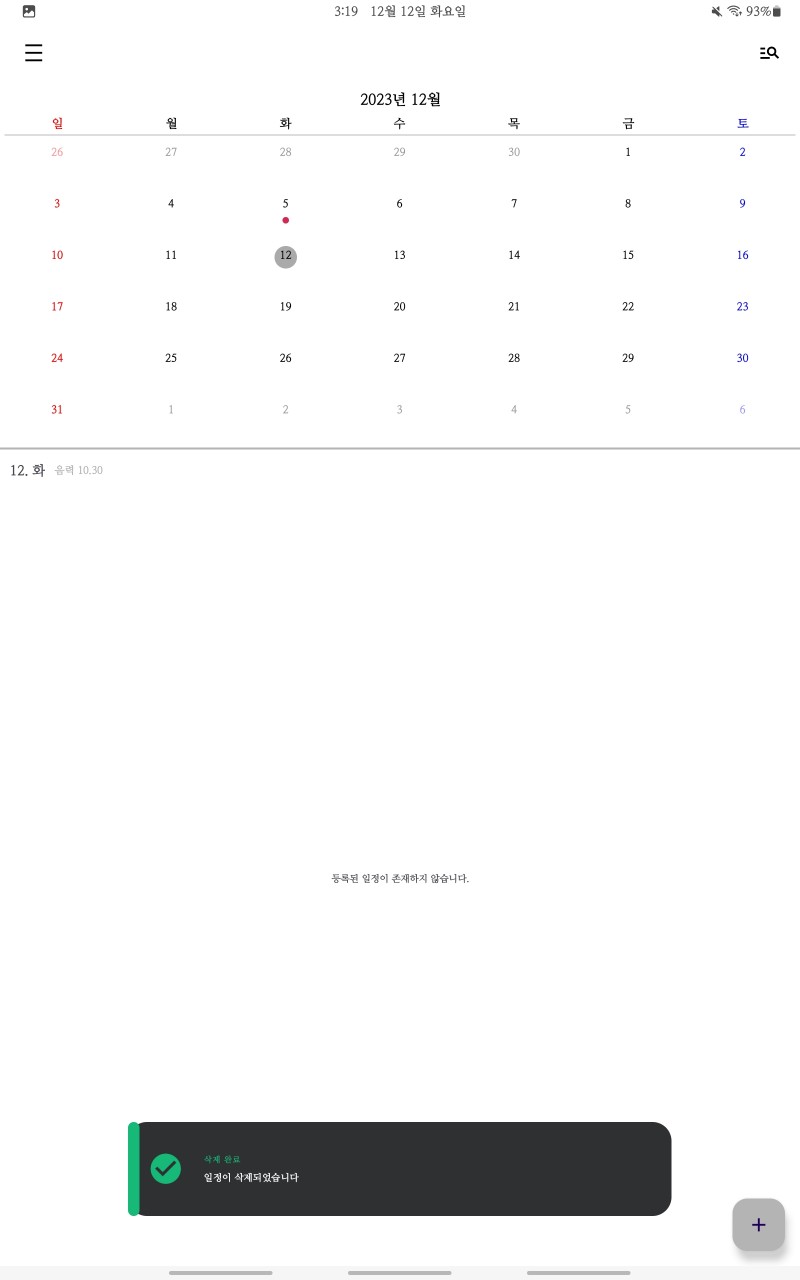 3:19 12월 12일 화요일 93%
2023년 12월
일 월 화 수 목 금 토
26 27 28 29 30 1 2
3 4 5 6 7 8 9
10 11 12 13 14 15 16
17 18 19 20 21 22 23
24 25 26 27 28 29 30
31 1 2 3 4 5 6
12. 화 음력 10.30
등록된 일정이 존재하지 않습니다.
삭제 완료
일정이 삭제되었습니다